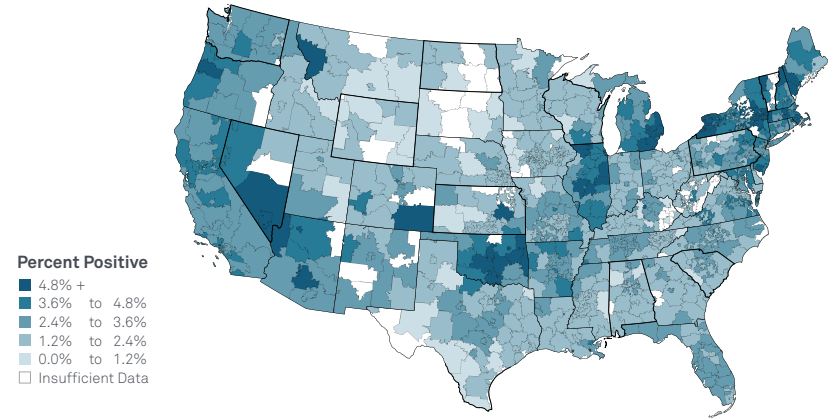 Percent Positive
4.8% +
3.6% to 4.8%
2.4% to 3.6%
1.2% to 2.4%
0.0% to 1.2%
Insufficient Data